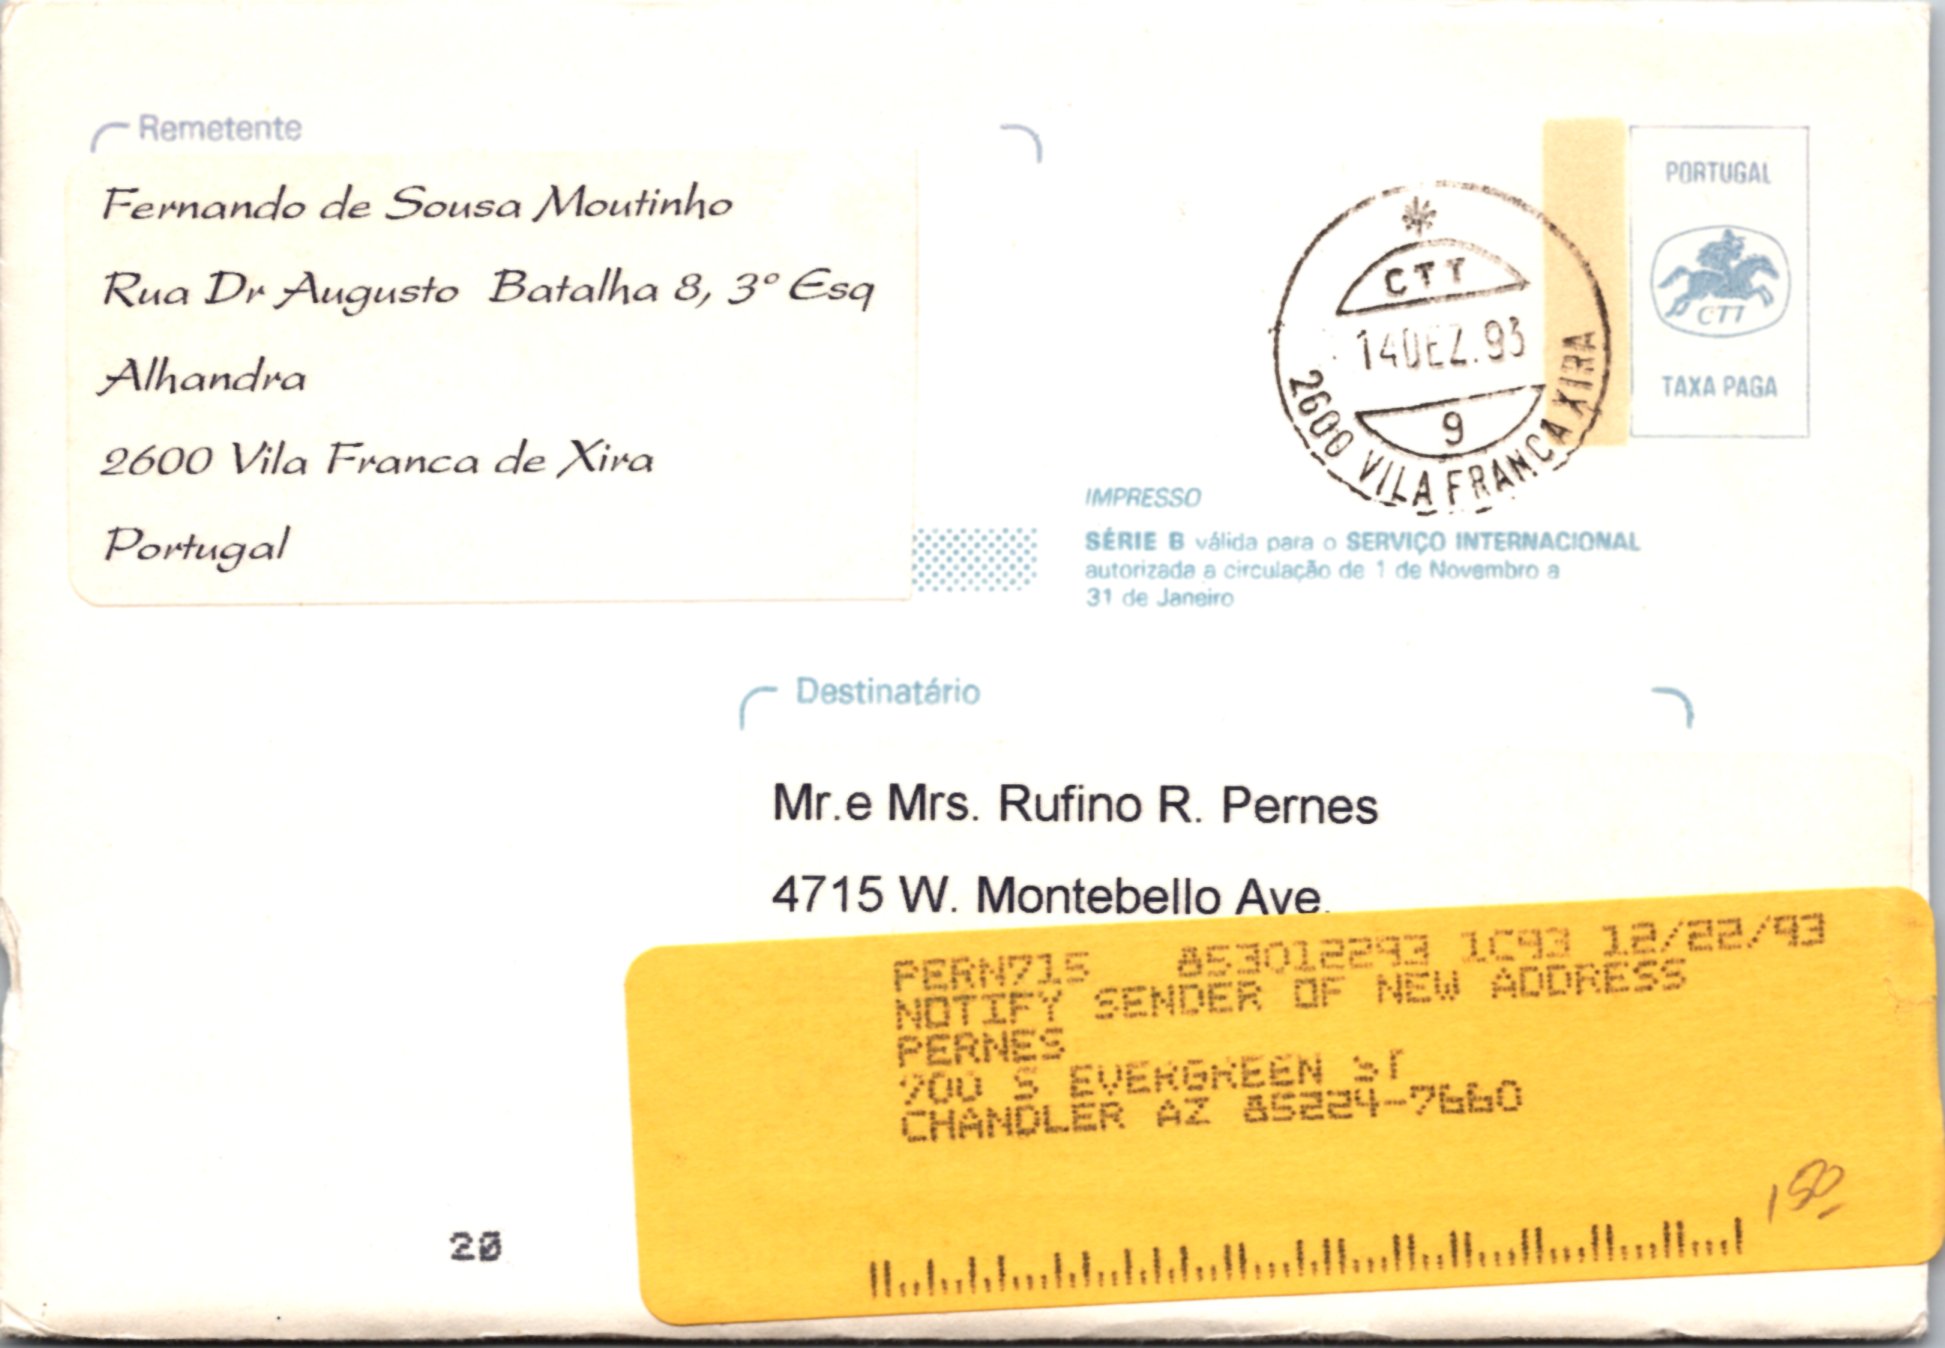 Remetente
Fernando de Sousa Moutinho
Rua Dr Augusto Batalha 8, 3º Esq
Alhandra
2600 Vila Franca de Xira
Portugal
CTT
14 DEZ. 93
9
2600 VILA FRANCA XIRA
PORTUGAL
CTT
TAXA PAGA
IMPRESSO
SÉRIE B válida para o SERVIÇO INTERNACIONAL
autorizada a circulação de 1 de Novembro a
31 de Janeiro
Destinatário
Mr.e Mrs. Rufino R. Pernes
4715 W. Montebello Ave.
PERN715 853012293 1C93 12/22/93
NOTIFY SENDER OF NEW ADDRESS
PERNES
700 S EVERGREEN ST
CHANDLER AZ 85224-7660
150
20